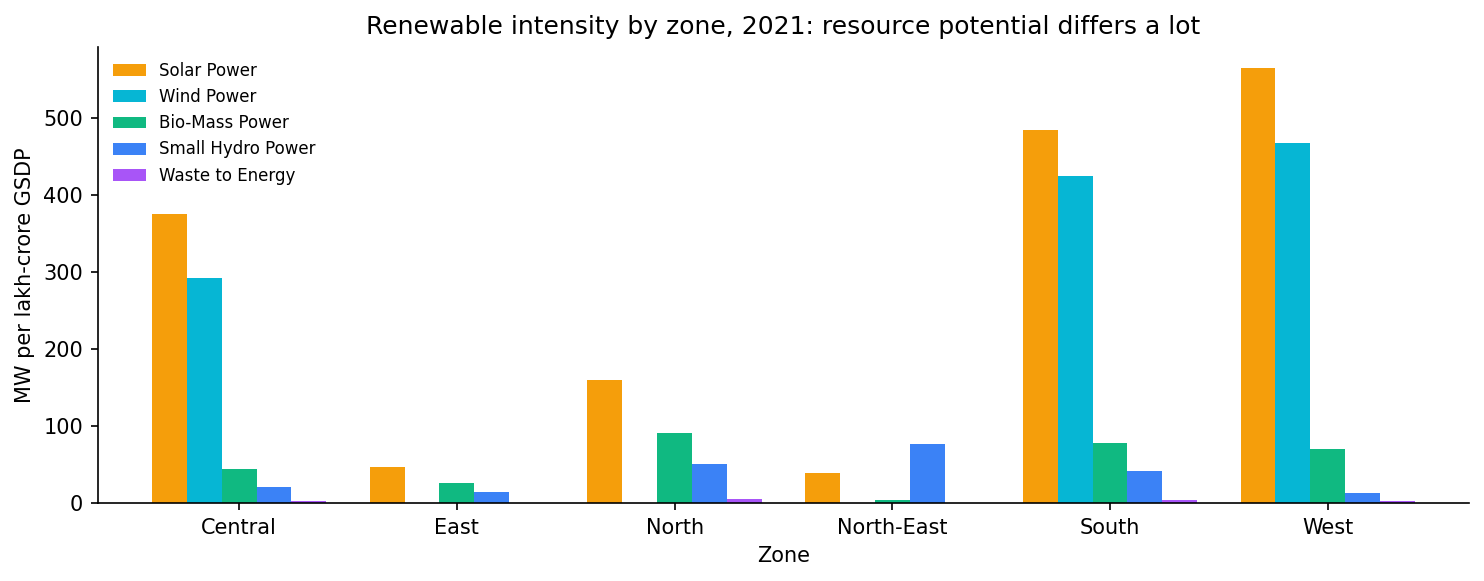 Renewable intensity by zone, 2021: resource potential differs a lot
Solar Power
Wind Power
Bio-Mass Power
Small Hydro Power
Waste to Energy
MW per lakh-crore GSDP
500
400
300
200
100
0
Central East North North-East South West
Zone